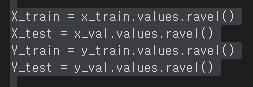 X_train = x_train.values.ravel()
X_test = x_val.values.ravel()
Y_train = y_train.values.ravel()
Y_test = y_val.values.ravel()